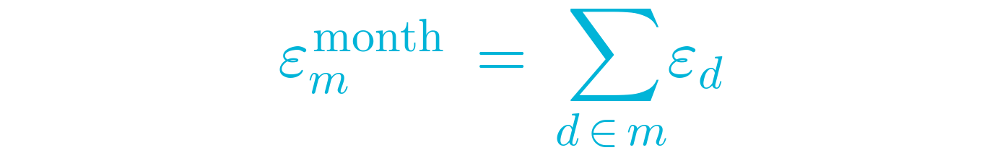 ε_m^month = ∑_{d ∈ m} ε_d